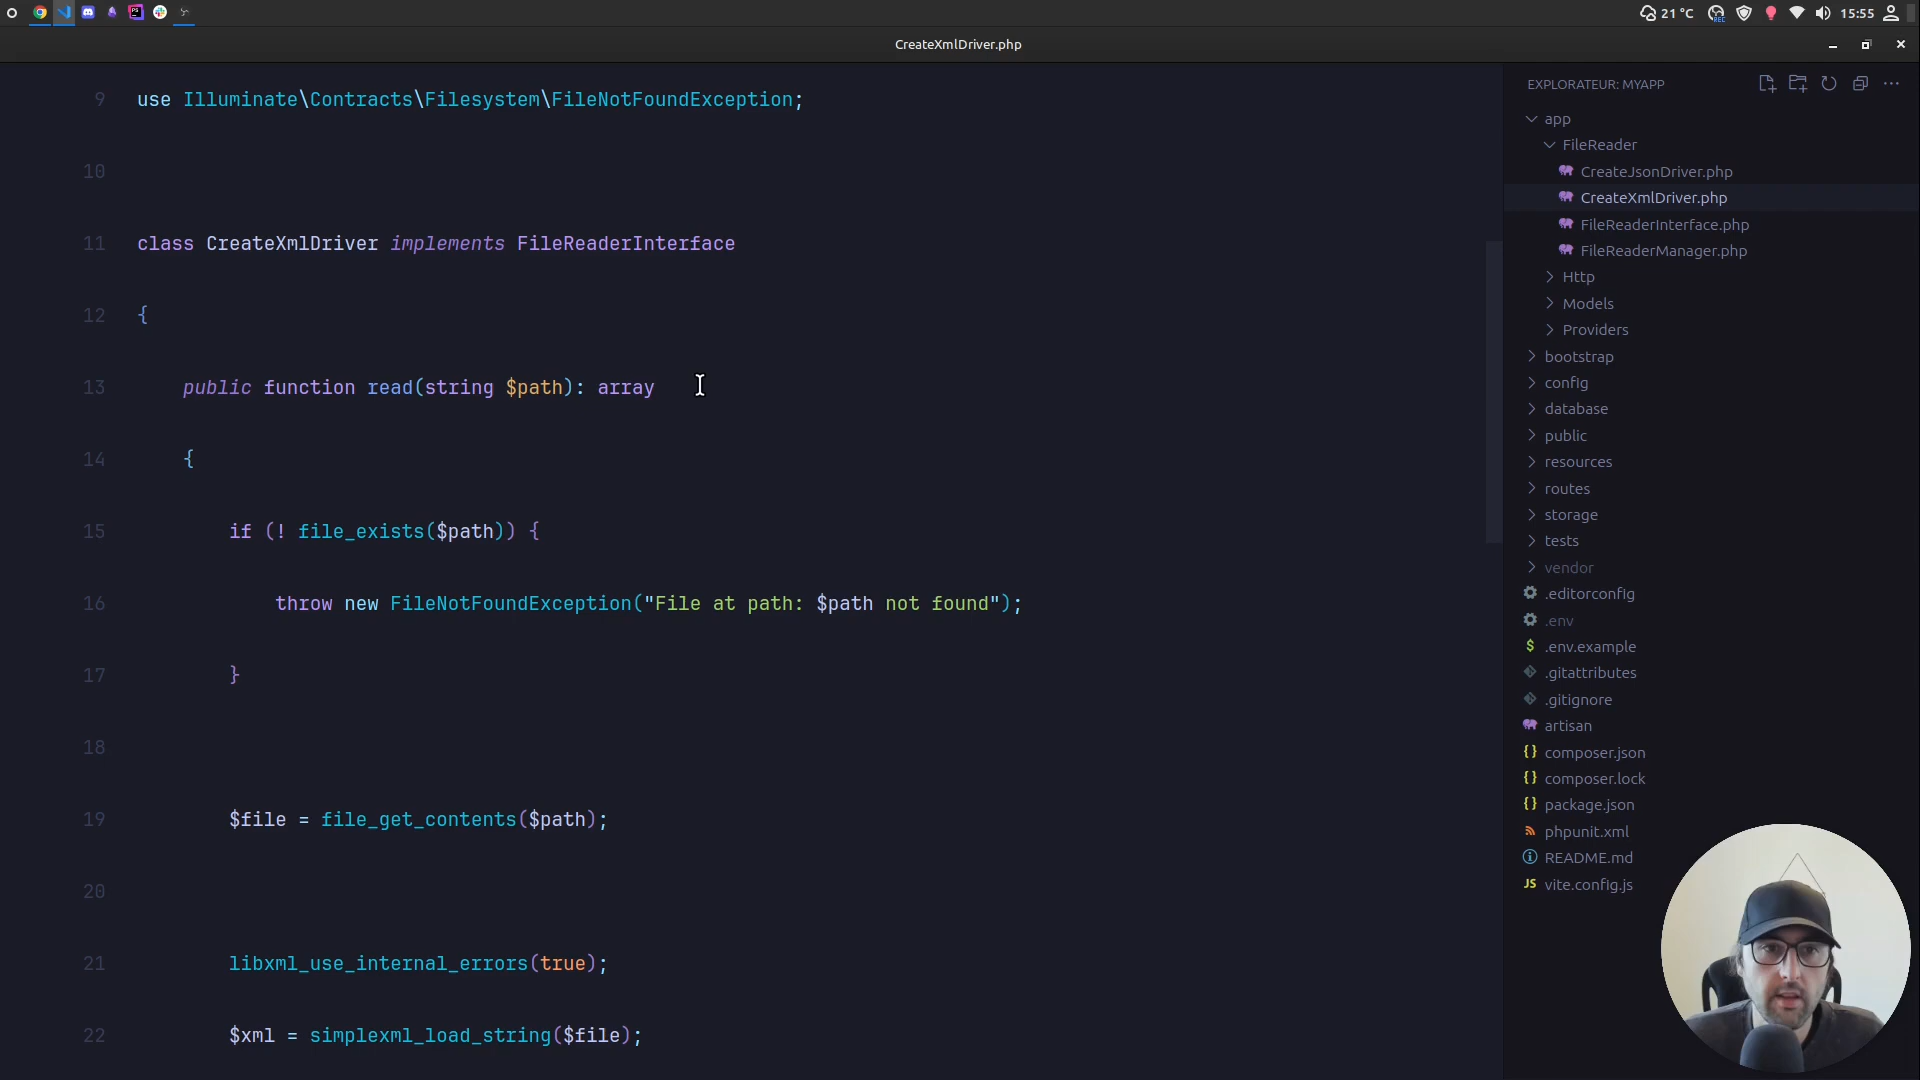 21 °C
REC
15:55
CreateXmlDriver.php
9 use Illuminate\Contracts\Filesystem\FileNotFoundException;
10
11 class CreateXmlDriver implements FileReaderInterface
12 {
13 public function read(string $path): array
14 {
15 if (! file_exists($path)) {
16 throw new FileNotFoundException("File at path: $path not found");
17 }
18
19 $file = file_get_contents($path);
20
21 libxml_use_internal_errors(true);
22 $xml = simplexml_load_string($file);
EXPLORATEUR: MYAPP
app
FileReader
CreateJsonDriver.php
CreateXmlDriver.php
FileReaderInterface.php
FileReaderManager.php
Http
Models
Providers
bootstrap
config
database
public
resources
routes
storage
tests
vendor
.editorconfig
.env
$ .env.example
.gitattributes
.gitignore
artisan
{} composer.json
{} composer.lock
{} package.json
phpunit.xml
README.md
JS vite.config.js